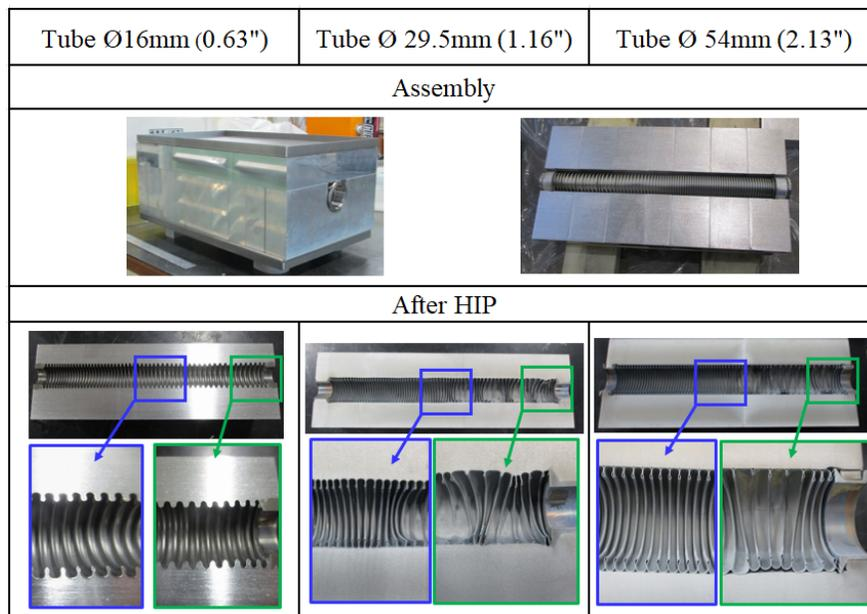 Tube Ø16mm (0.63")
Tube Ø 29.5mm (1.16")
Tube Ø 54mm (2.13")
Assembly
After HIP